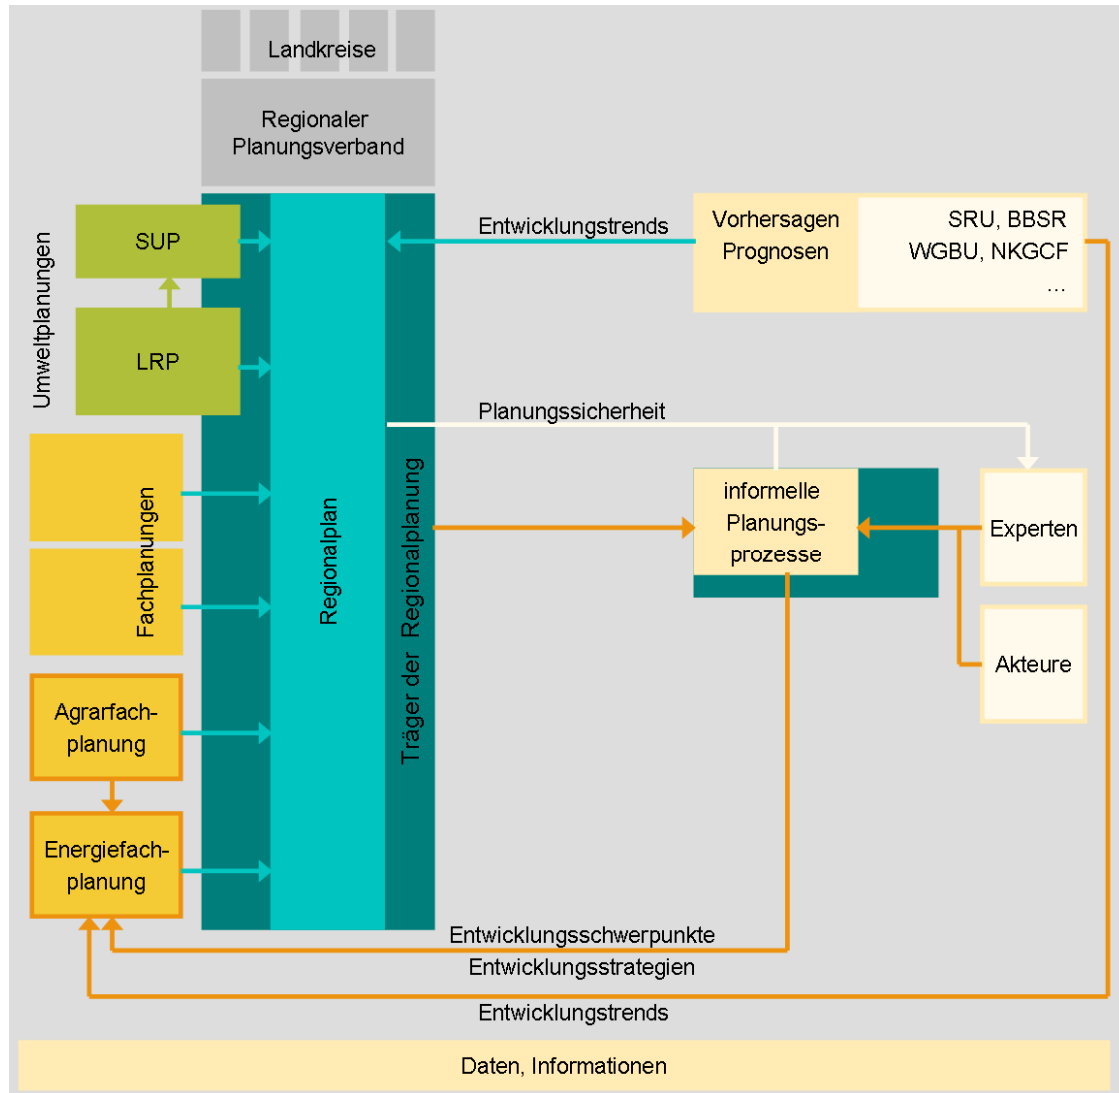 Landkreise
Regionaler
Planungsverband
Umweltplanungen
SUP
LRP
Entwicklungstrends
Vorhersagen
Prognosen
SRU, BBSR
WGBU, NKGCF
...
Planungssicherheit
Fachplanungen
Regionalplan
Träger der Regionalplanung
informelle
Planungs-
prozesse
Experten
Akteure
Agrarfach-
planung
Energiefach-
planung
Entwicklungsschwerpunkte
Entwicklungsstrategien
Entwicklungstrends
Daten, Informationen